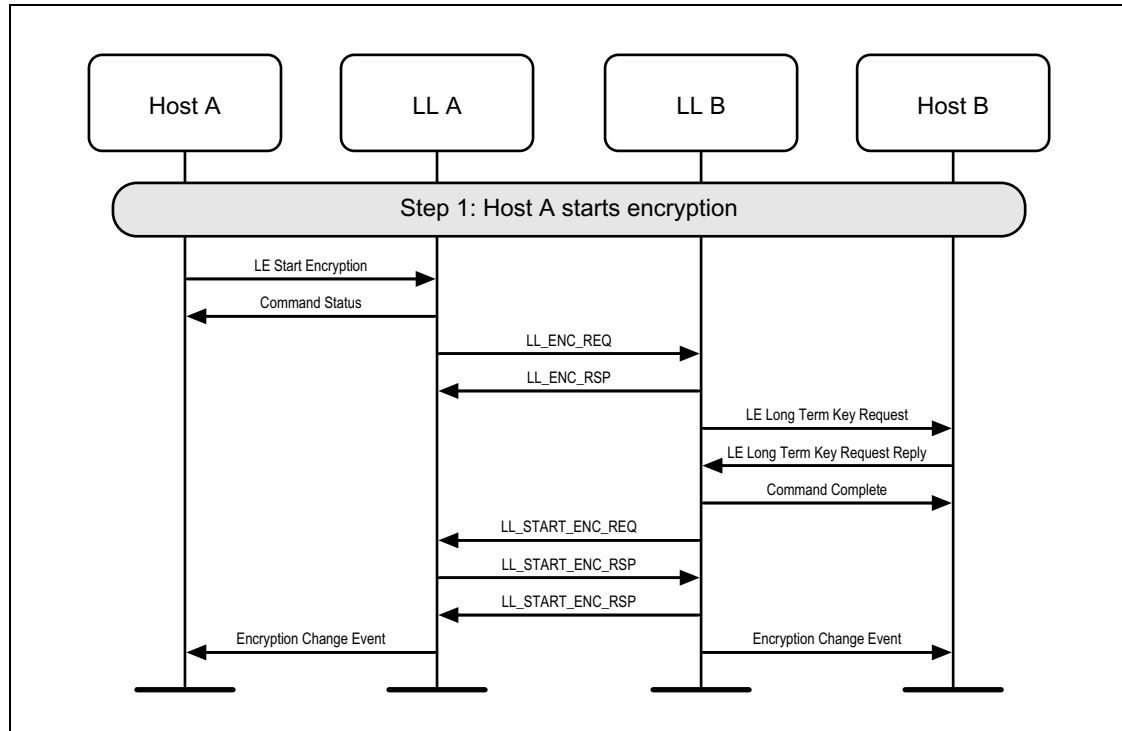 Host A
LL A
LL B
Host B
Step 1: Host A starts encryption
LE Start Encryption
Command Status
LL_ENC_REQ
LL_ENC_RSP
LE Long Term Key Request
LE Long Term Key Request Reply
Command Complete
LL_START_ENC_REQ
LL_START_ENC_RSP
LL_START_ENC_RSP
Encryption Change Event
Encryption Change Event